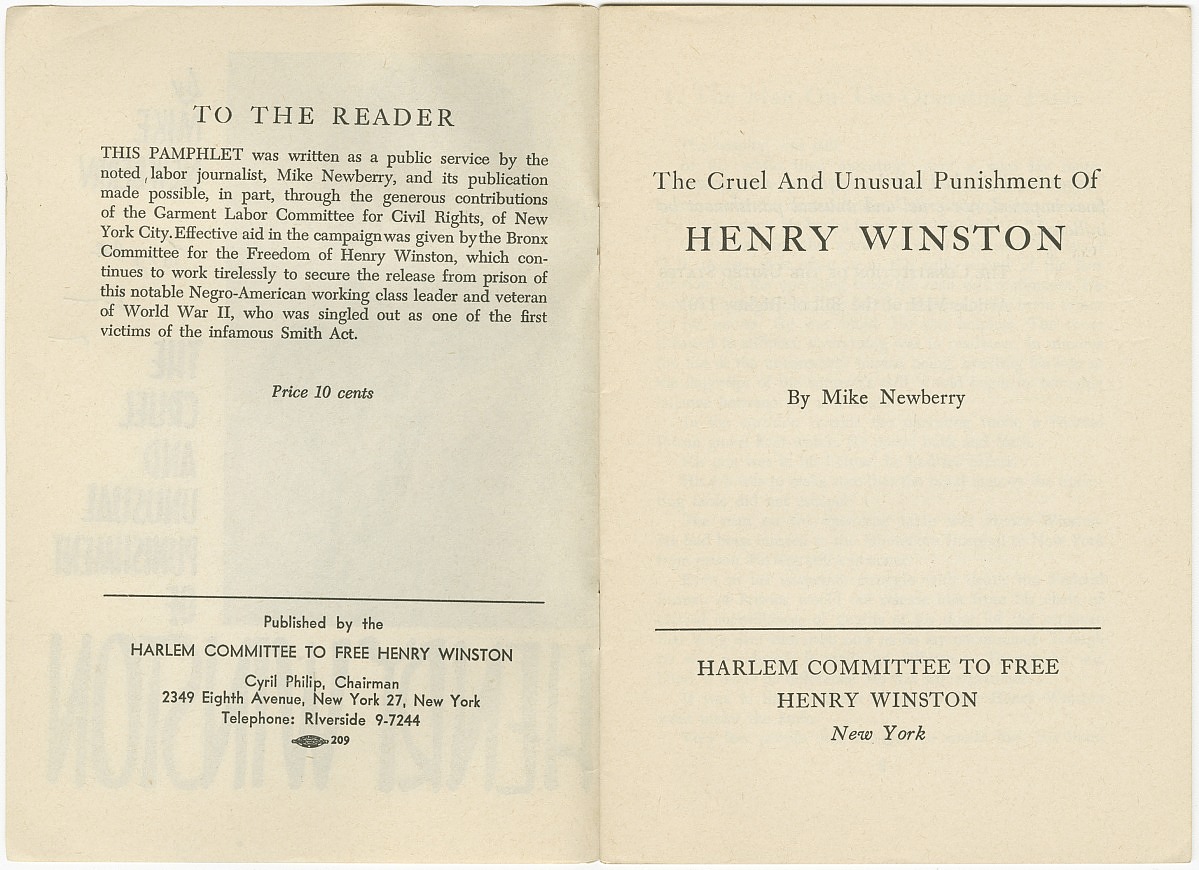 TO THE READER
THIS PAMPHLET was written as a public service by the
noted labor journalist, Mike Newberry, and its publication
made possible, in part, through the generous contributions
of the Garment Labor Committee for Civil Rights, of New
York City. Effective aid in the campaign was given by the Bronx
Committee for the Freedom of Henry Winston, which con-
tinues to work tirelessly to secure the release from prison of
this notable Negro-American working class leader and veteran
of World War II, who was singled out as one of the first
victims of the infamous Smith Act.
Price 10 cents
Published by the
HARLEM COMMITTEE TO FREE HENRY WINSTON
Cyril Philip, Chairman
2349 Eighth Avenue, New York 27, New York
Telephone: RIverside 9-7244
209
The Cruel And Unusual Punishment Of
HENRY WINSTON
By Mike Newberry
HARLEM COMMITTEE TO FREE
HENRY WINSTON
New York